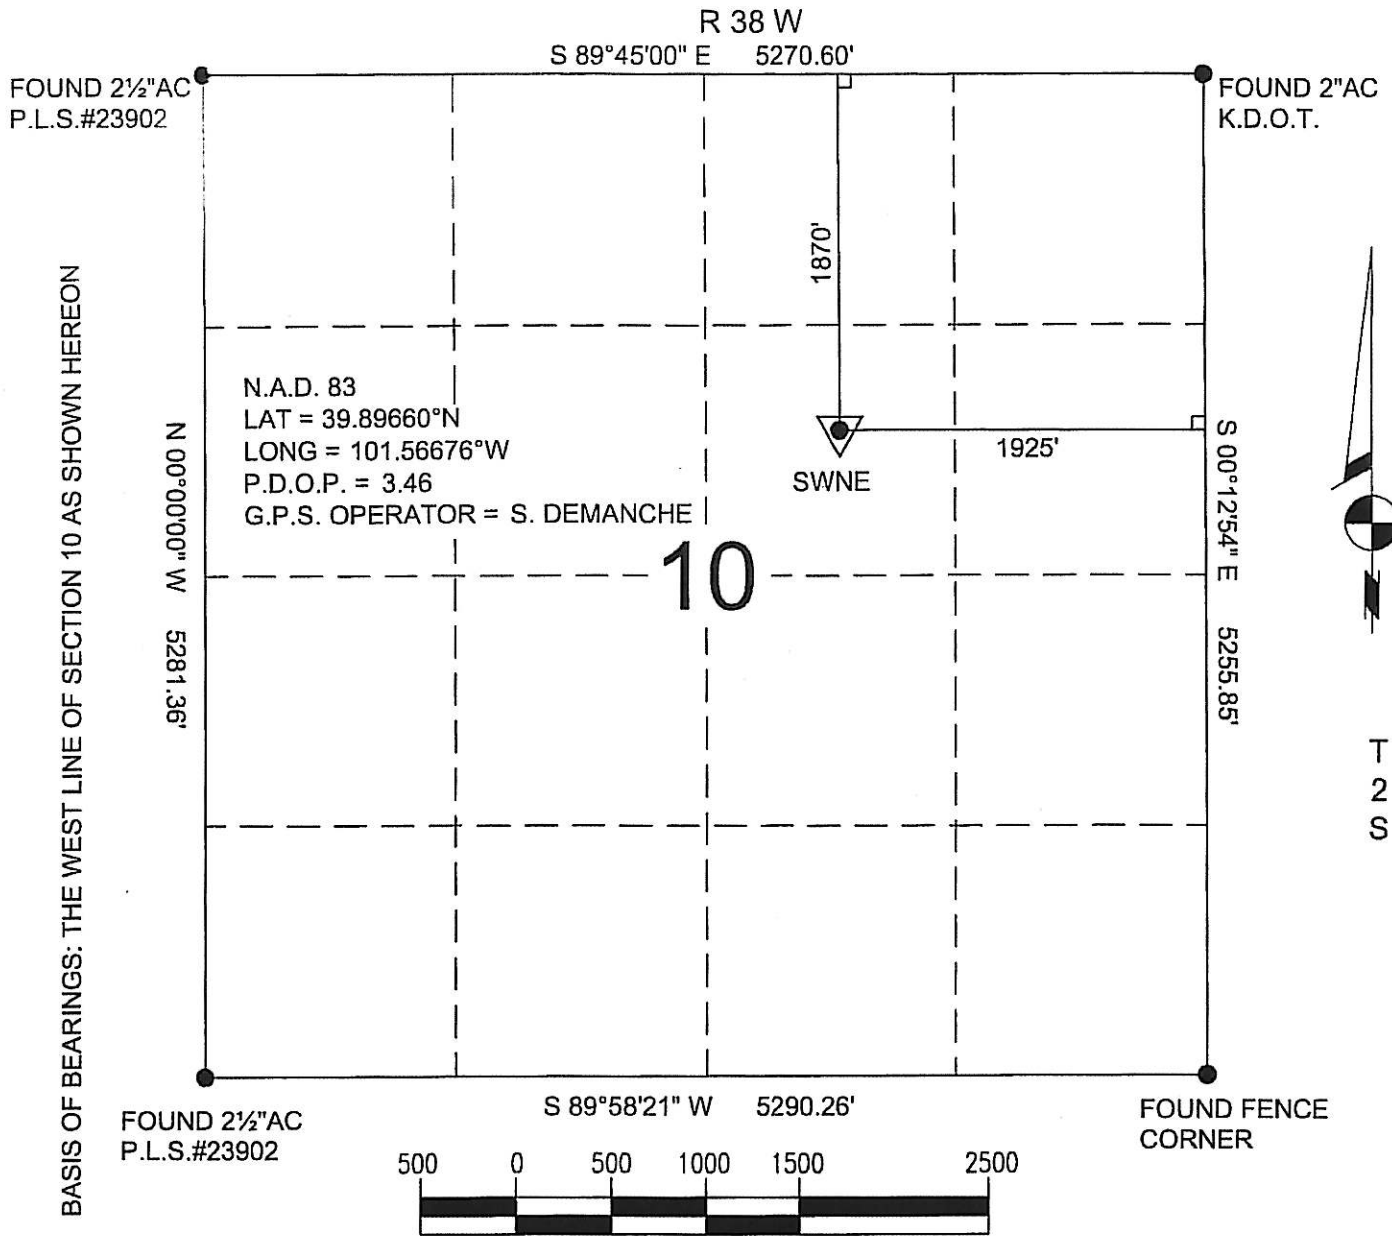 R 38 W
S 89°45'00" E 5270.60'
FOUND 2½"AC
P.L.S.#23902
FOUND 2"AC
K.D.O.T.
1870'
N.A.D. 83
LAT = 39.89660°N
LONG = 101.56676°W
P.D.O.P. = 3.46
G.P.S. OPERATOR = S. DEMANCHE
1925'
SWNE
10
BASIS OF BEARINGS: THE WEST LINE OF SECTION 10 AS SHOWN HEREON
N 00°00'00" W 5281.36'
S 00°12'54" E 5255.85'
N
T
2
S
S 89°58'21" W 5290.26'
FOUND 2½"AC
P.L.S.#23902
FOUND FENCE
CORNER
500 0 500 1000 1500 2500